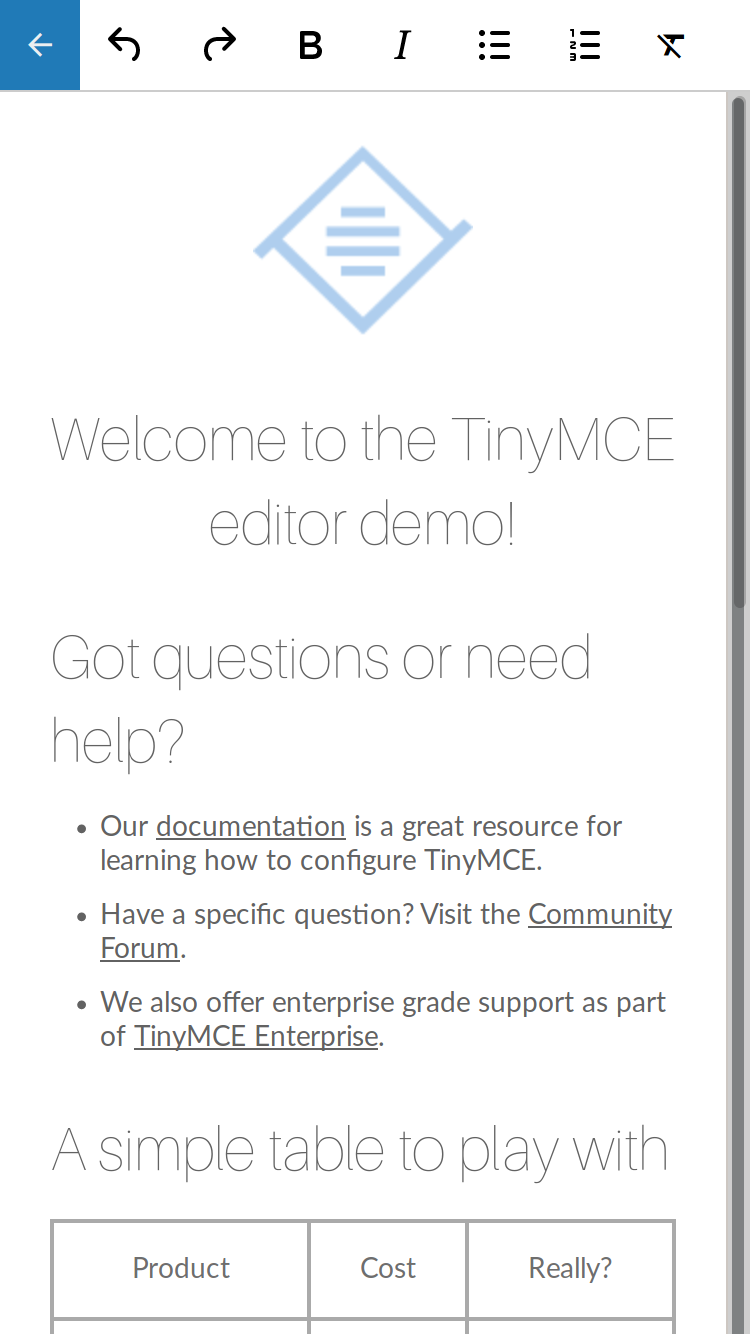 Welcome to the TinyMCE
editor demo!
Got questions or need
help?
• Our documentation is a great resource for
learning how to configure TinyMCE.
• Have a specific question? Visit the Community
Forum.
• We also offer enterprise grade support as part
of TinyMCE Enterprise.
A simple table to play with
Product Cost Really?